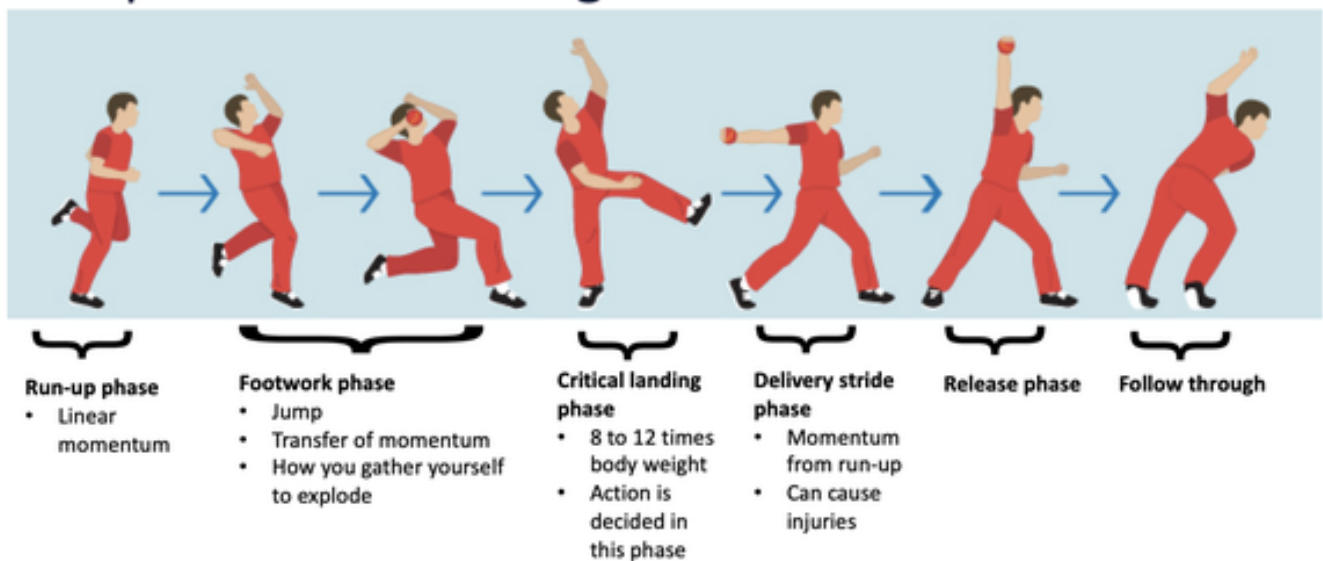 Run-up phase
• Linear
momentum
Footwork phase
• Jump
• Transfer of momentum
• How you gather yourself
to explode
Critical landing
phase
• 8 to 12 times
body weight
• Action is
decided in
this phase
Delivery stride
phase
• Momentum
from run-up
• Can cause
injuries
Release phase
Follow through